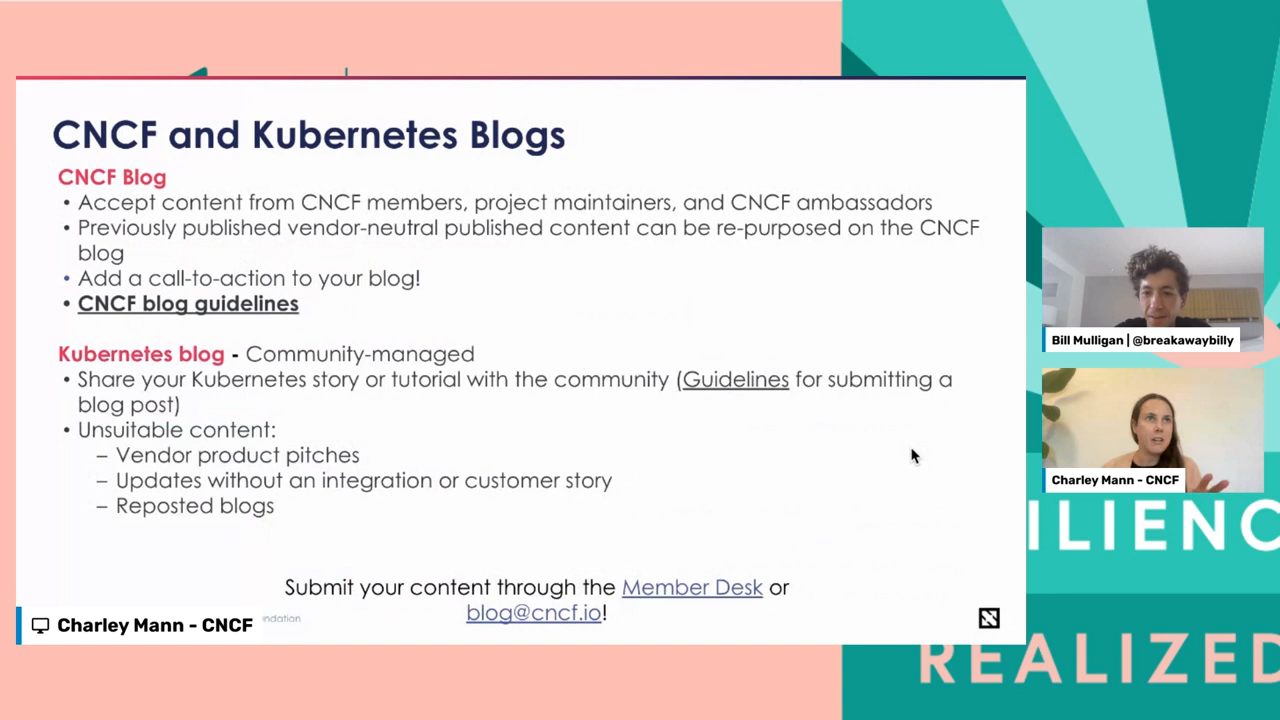 CNCF and Kubernetes Blogs
CNCF Blog
• Accept content from CNCF members, project maintainers, and CNCF ambassadors
• Previously published vendor-neutral published content can be re-purposed on the CNCF
blog
• Add a call-to-action to your blog!
• CNCF blog guidelines
Kubernetes blog - Community-managed
• Share your Kubernetes story or tutorial with the community (Guidelines for submitting a
blog post)
• Unsuitable content:
– Vendor product pitches
– Updates without an integration or customer story
– Reposted blogs
Submit your content through the Member Desk or
blog@cncf.io!
Charley Mann - CNCF
ndation
Bill Mulligan | @breakawaybilly
Charley Mann - CNCF
ILIENC
REALIZED